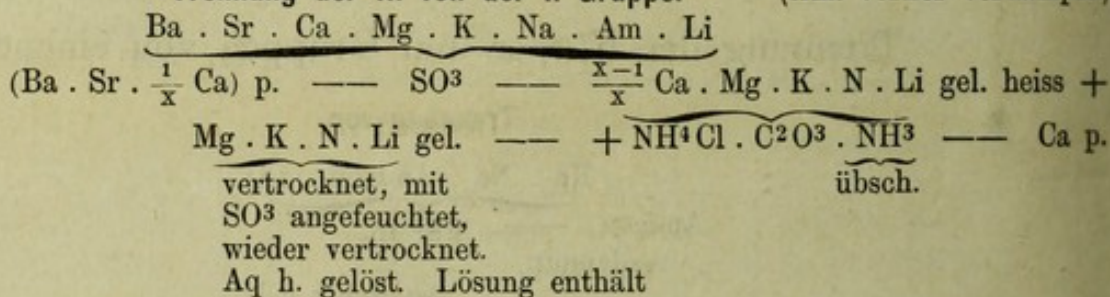 Ba . Sr . Ca . Mg . K . Na . Am . Li
(Ba . Sr . 1/x Ca) p. —— SO³ —— x−1/x Ca . Mg . K . N . Li gel. heiss +
Mg . K . N . Li gel. —— + NH⁴Cl . C²O³ . NH³ —— Ca p.
vertrocknet, mit übsch.
SO³ angefeuchtet,
wieder vertrocknet.
Aq h. gelöst. Lösung enthält